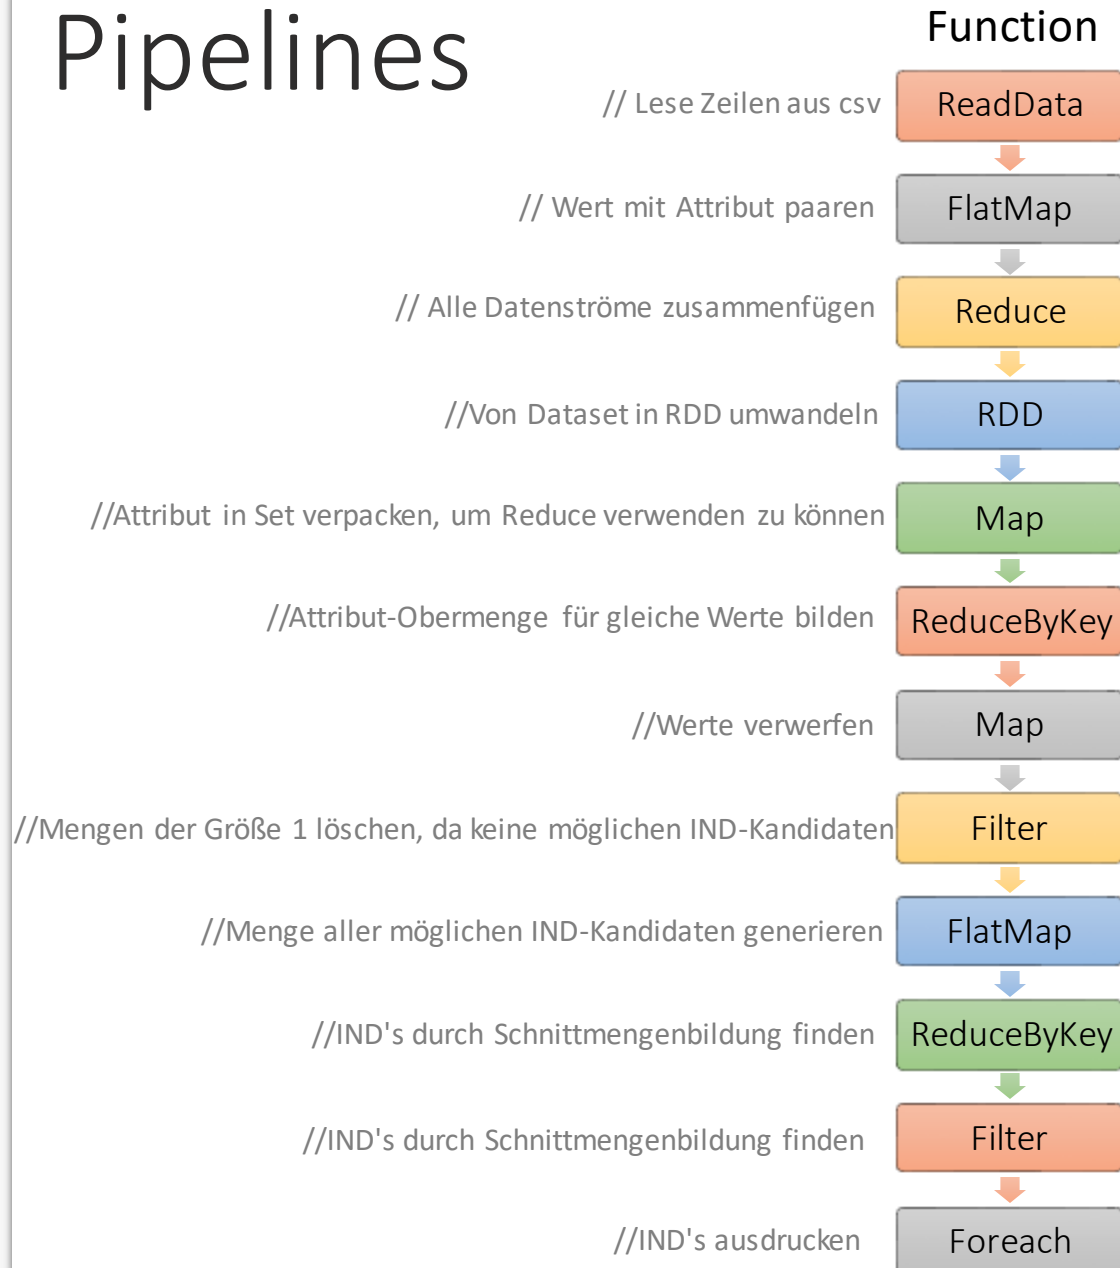 Pipelines
Function
// Lese Zeilen aus csv ReadData
// Wert mit Attribut paaren FlatMap
// Alle Datenströme zusammenfügen Reduce
//Von Dataset in RDD umwandeln RDD
//Attribut in Set verpacken, um Reduce verwenden zu können Map
//Attribut-Obermenge für gleiche Werte bilden ReduceByKey
//Werte verwerfen Map
//Mengen der Größe 1 löschen, da keine möglichen IND-Kandidaten Filter
//Menge aller möglichen IND-Kandidaten generieren FlatMap
//IND's durch Schnittmengenbildung finden ReduceByKey
//IND's durch Schnittmengenbildung finden Filter
//IND's ausdrucken Foreach